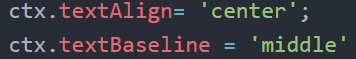 ctx.textAlign= 'center';
ctx.textBaseline = 'middle'